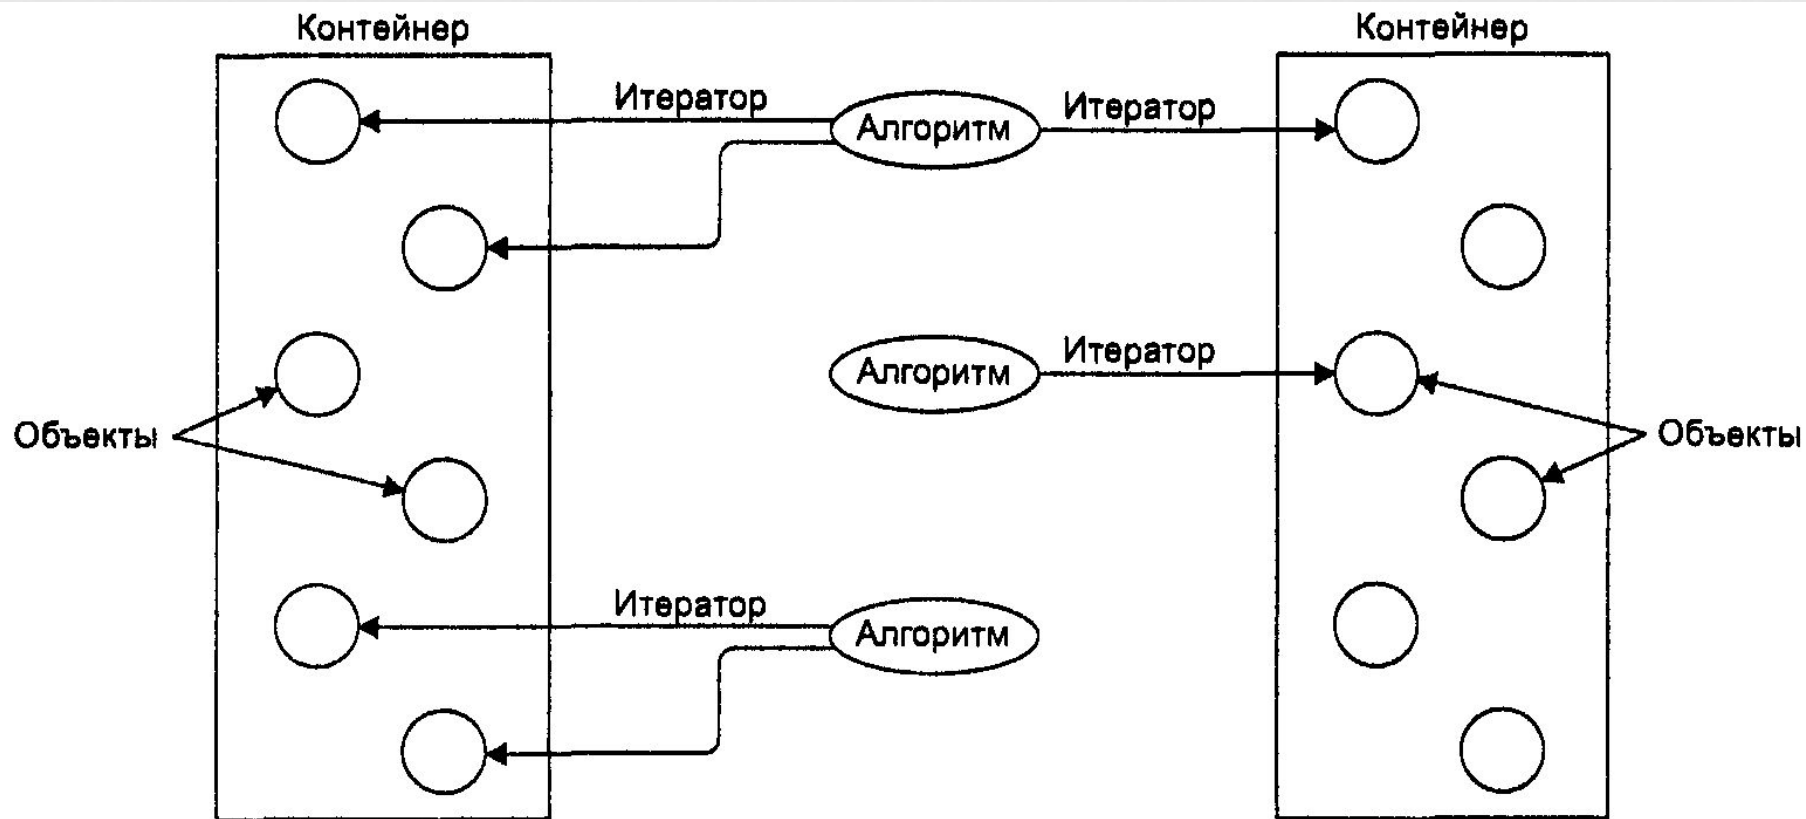 Контейнер
Контейнер
Итератор
Алгоритм
Итератор
Алгоритм
Итератор
Объекты
Объекты
Итератор
Алгоритм